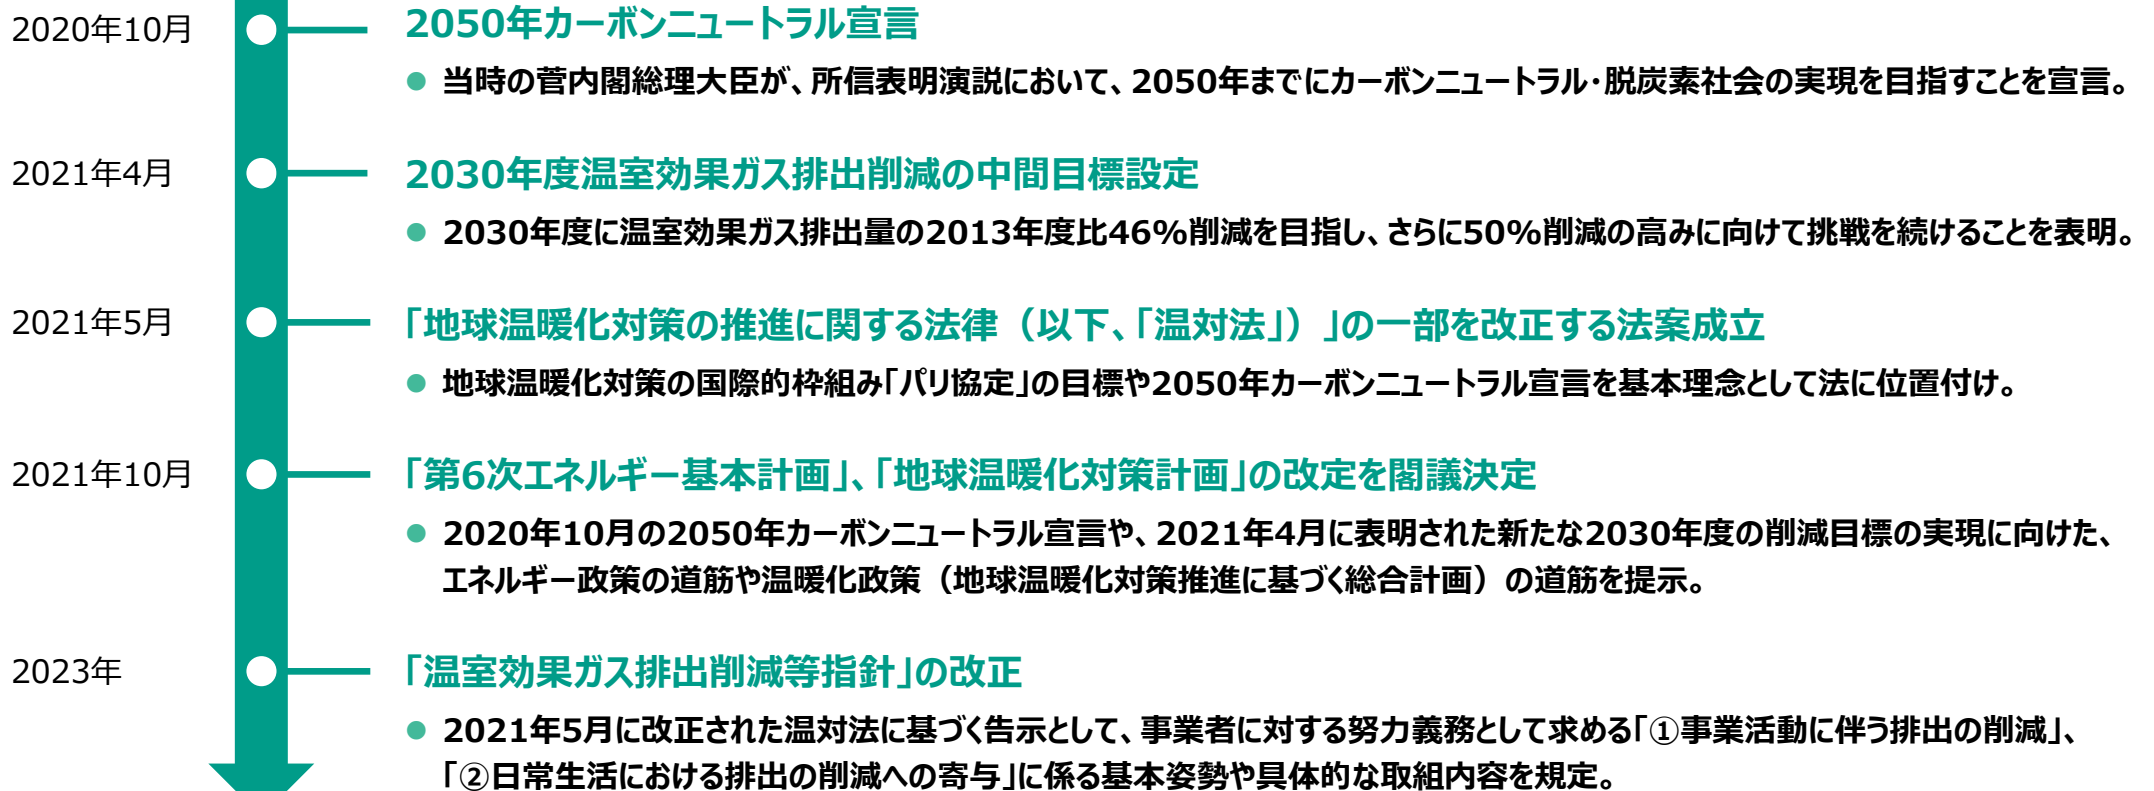 2020年10月
2050年カーボンニュートラル宣言
● 当時の菅内閣総理大臣が、所信表明演説において、2050年までにカーボンニュートラル・脱炭素社会の実現を目指すことを宣言。
2021年4月
2030年度温室効果ガス排出削減の中間目標設定
● 2030年度に温室効果ガス排出量の2013年度比46%削減を目指し、さらに50%削減の高みに向けて挑戦を続けることを表明。
2021年5月
「地球温暖化対策の推進に関する法律（以下、「温対法」）」の一部を改正する法案成立
● 地球温暖化対策の国際的枠組み「パリ協定」の目標や2050年カーボンニュートラル宣言を基本理念として法に位置付け。
2021年10月
「第6次エネルギー基本計画」、「地球温暖化対策計画」の改定を閣議決定
● 2020年10月の2050年カーボンニュートラル宣言や、2021年4月に表明された新たな2030年度の削減目標の実現に向けた、
エネルギー政策の道筋や温暖化政策（地球温暖化対策推進に基づく総合計画）の道筋を提示。
2023年
「温室効果ガス排出削減等指針」の改正
● 2021年5月に改正された温対法に基づく告示として、事業者に対する努力義務として求める「①事業活動に伴う排出の削減」、
「②日常生活における排出の削減への寄与」に係る基本姿勢や具体的な取組内容を規定。